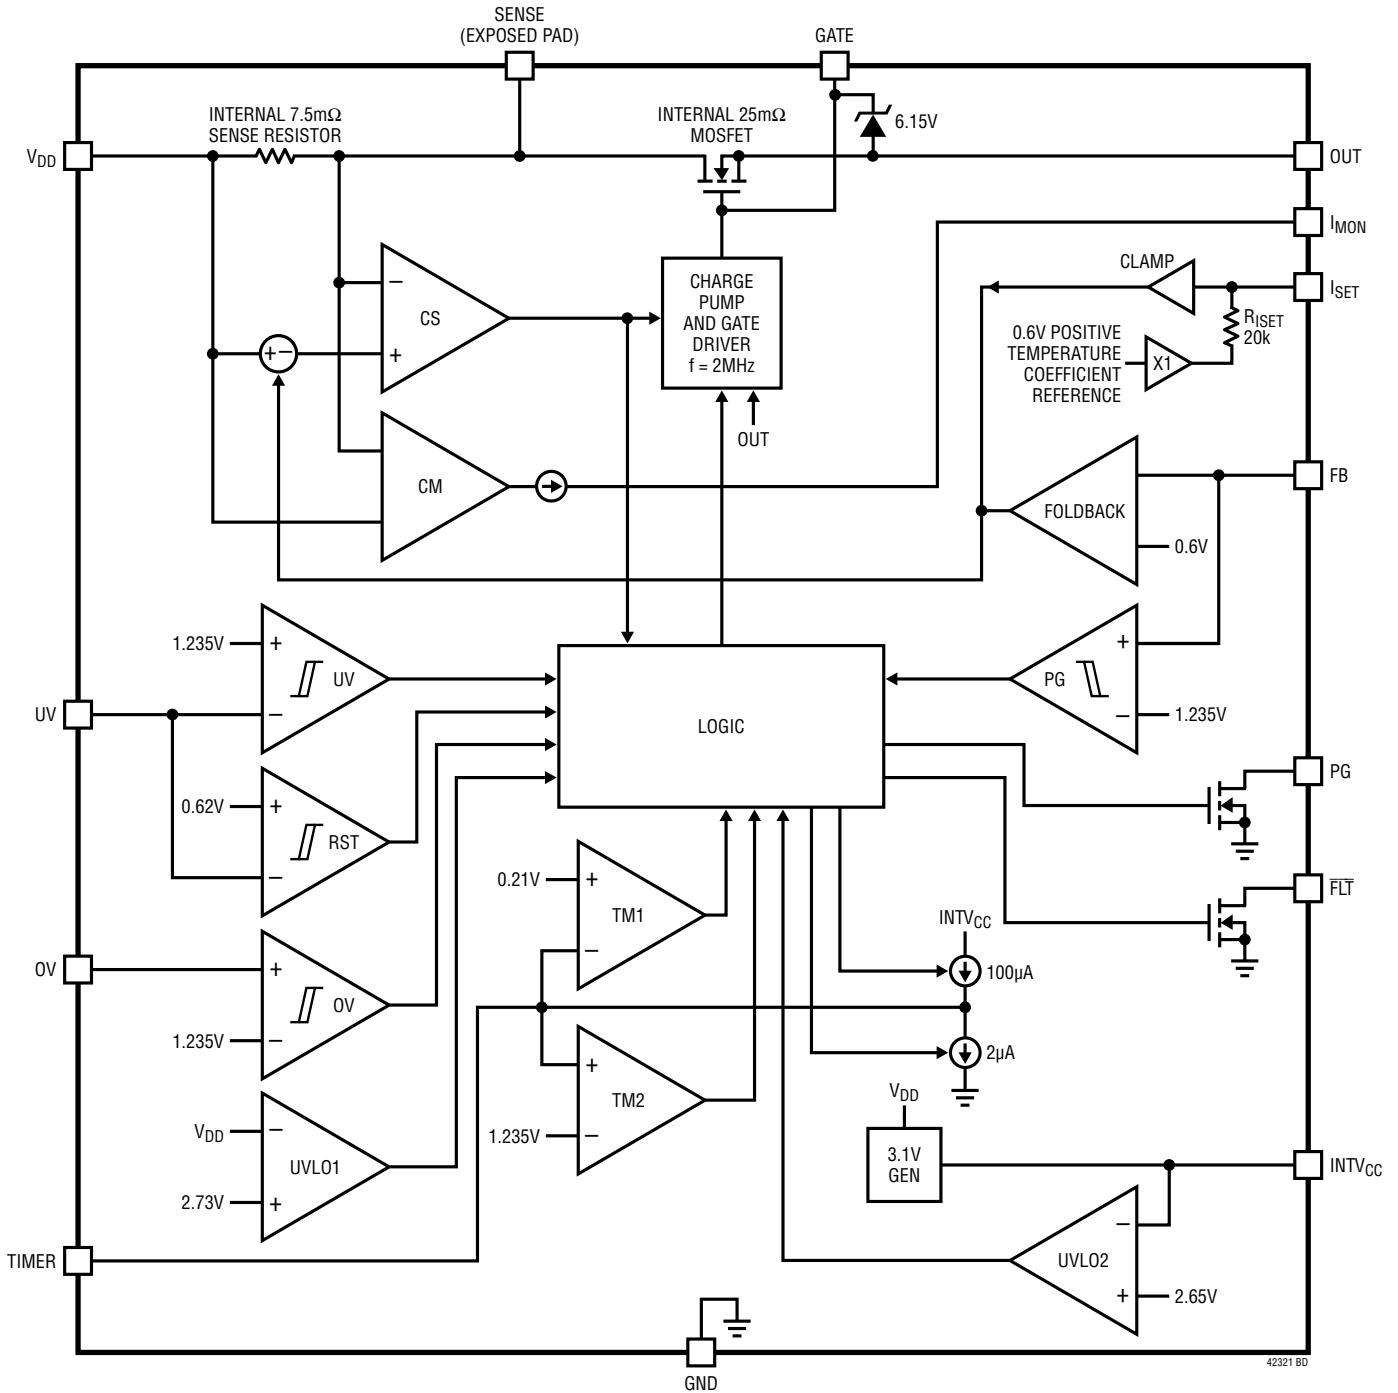 SENSE
(EXPOSED PAD)
GATE
INTERNAL 7.5mΩ
SENSE RESISTOR
INTERNAL 25mΩ
MOSFET
6.15V
VDD
OUT
IMON
CLAMP
ISET
RISET
20k
0.6V POSITIVE
TEMPERATURE
COEFFICIENT
REFERENCE
X1
CHARGE
PUMP
AND GATE
DRIVER
f = 2MHz
OUT
−
CS
+
+ −
CM
FB
FOLDBACK
0.6V
1.235V
+
UV
−
UV
LOGIC
+
PG
−
1.235V
PG
0.62V
+
RST
−
FLT
0.21V
+
TM1
−
INTVCC
100µA
OV
+
OV
1.235V
−
2µA
+
TM2
1.235V
−
VDD
3.1V
GEN
VDD
−
UVLO1
2.73V
+
INTVCC
−
UVLO2
+
2.65V
TIMER
GND
42321 BD